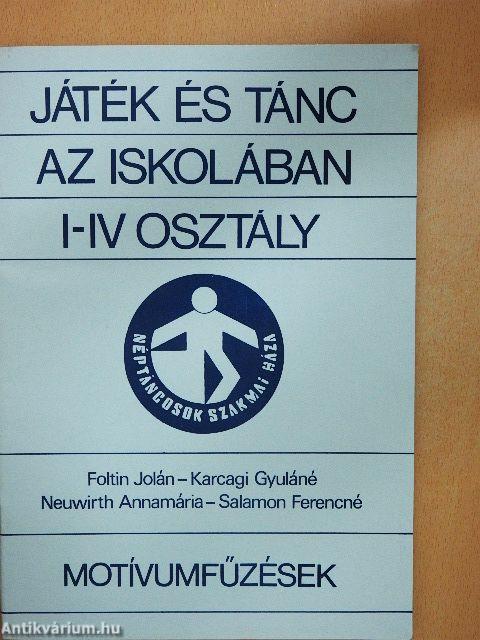 JÁTÉK ÉS TÁNC
AZ ISKOLÁBAN
I-IV OSZTÁLY
NÉPTÁNCOSOK SZAKMAI HÁZA
Foltin Jolán – Karcagi Gyuláné
Neuwirth Annamária – Salamon Ferencné
MOTÍVUMFŰZÉSEK
Antikvárium.hu